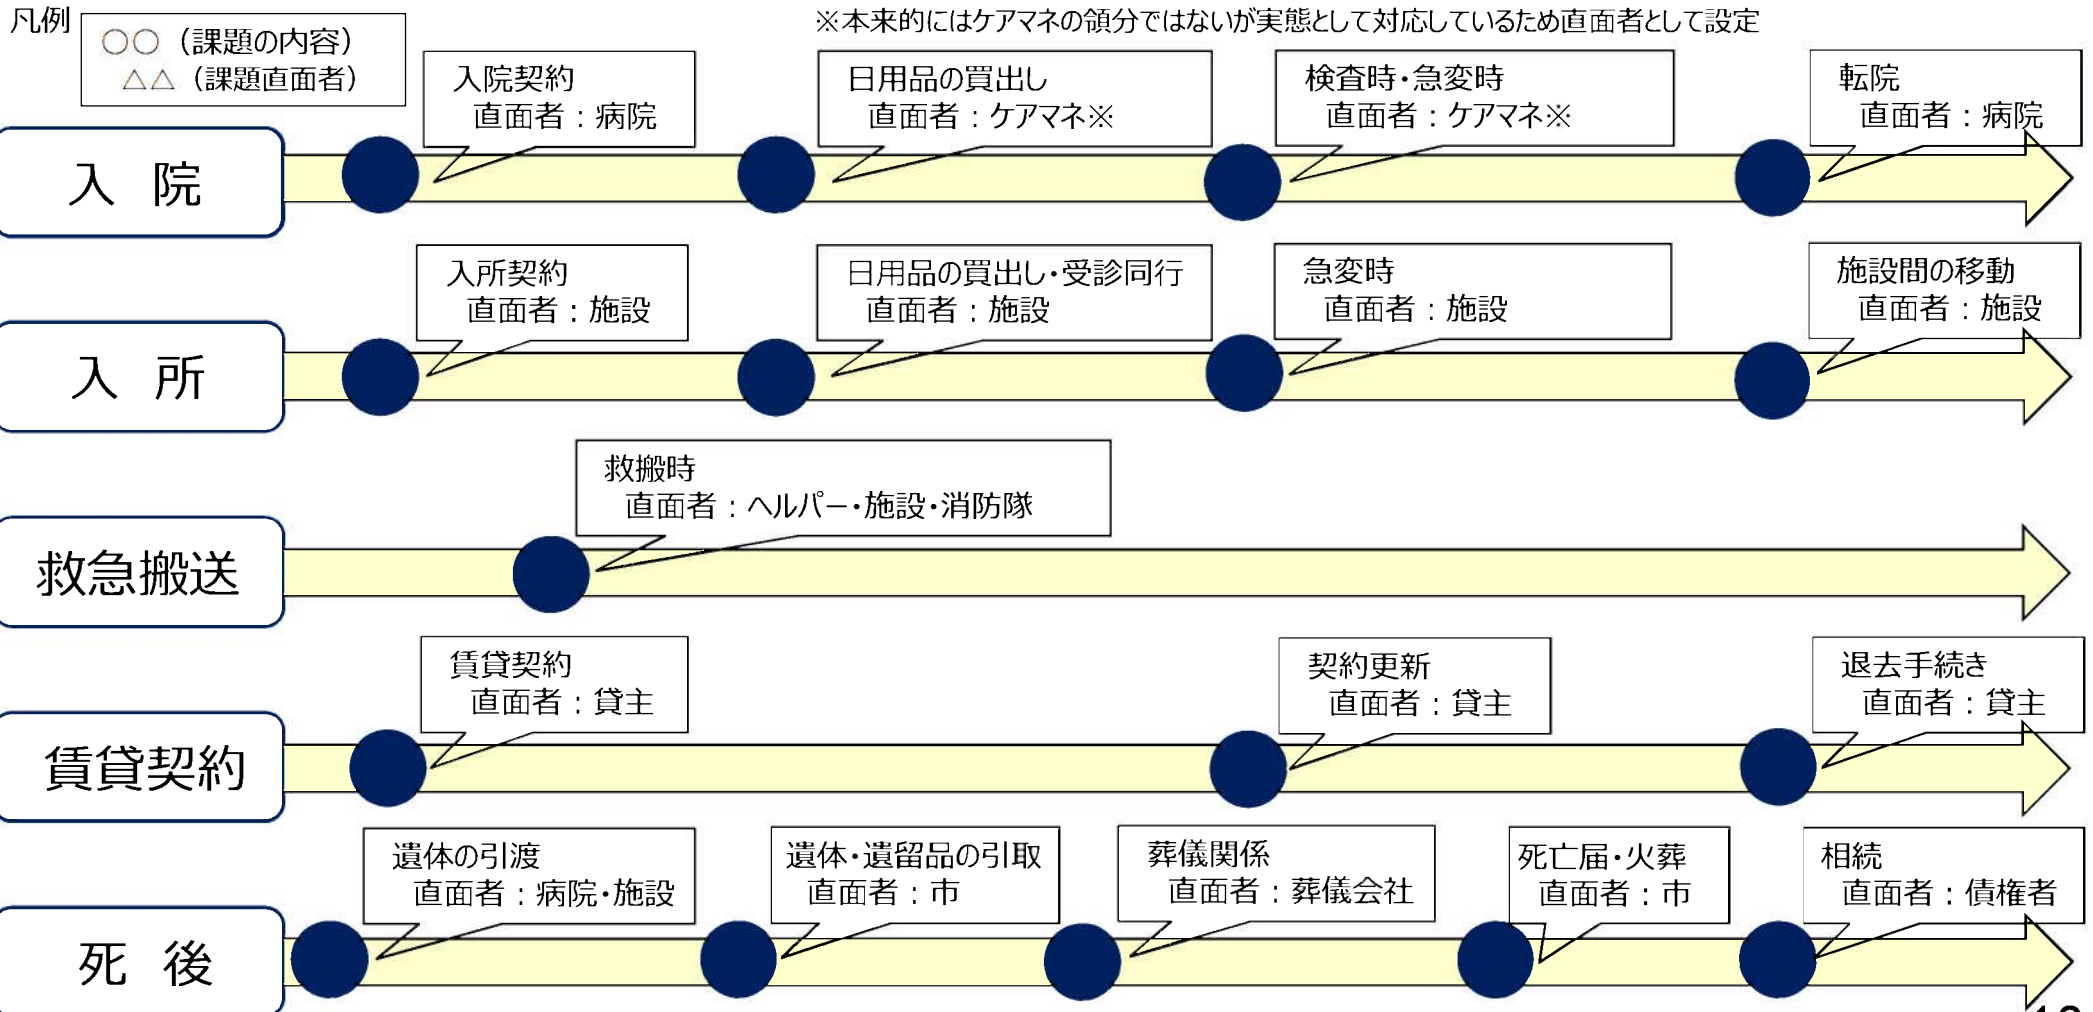 凡例
○○（課題の内容）
△△（課題直面者）
※本来的にはケアマネの領分ではないが実態として対応しているため直面者として設定
入院
入院契約
直面者：病院
日用品の買出し
直面者：ケアマネ※
検査時・急変時
直面者：ケアマネ※
転院
直面者：病院
入所
入所契約
直面者：施設
日用品の買出し・受診同行
直面者：施設
急変時
直面者：施設
施設間の移動
直面者：施設
救急搬送
救搬時
直面者：ヘルパー・施設・消防隊
賃貸契約
賃貸契約
直面者：貸主
契約更新
直面者：貸主
退去手続き
直面者：貸主
死後
遺体の引渡
直面者：病院・施設
遺体・遺留品の引取
直面者：市
葬儀関係
直面者：葬儀会社
死亡届・火葬
直面者：市
相続
直面者：債権者